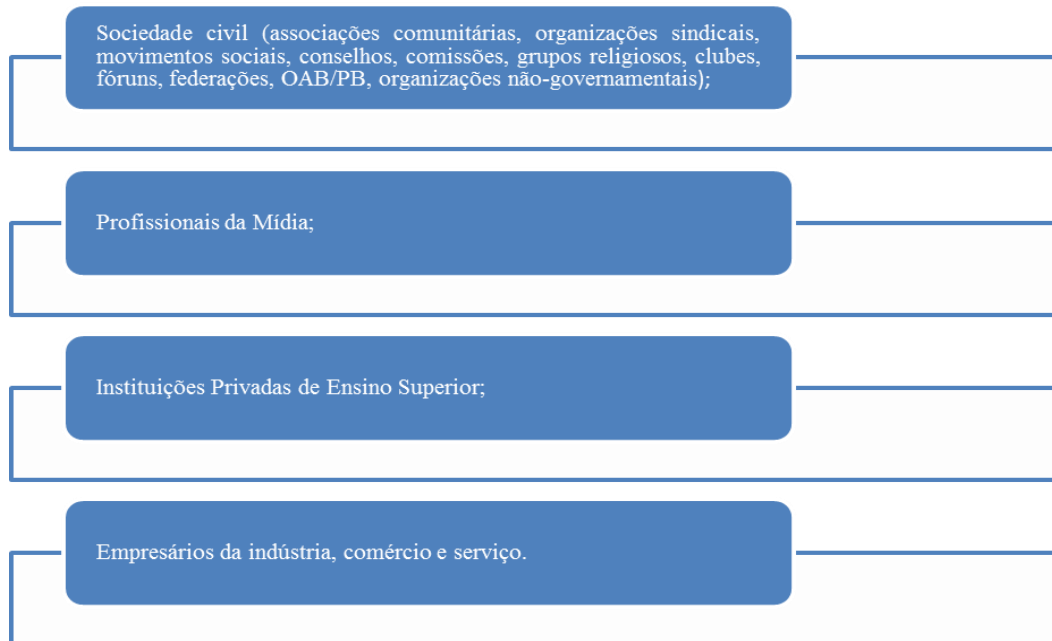 Sociedade civil (associações comunitárias, organizações sindicais,
movimentos sociais, conselhos, comissões, grupos religiosos, clubes,
fóruns, federações, OAB/PB, organizações não-governamentais);
Profissionais da Mídia;
Instituições Privadas de Ensino Superior;
Empresários da indústria, comércio e serviço.